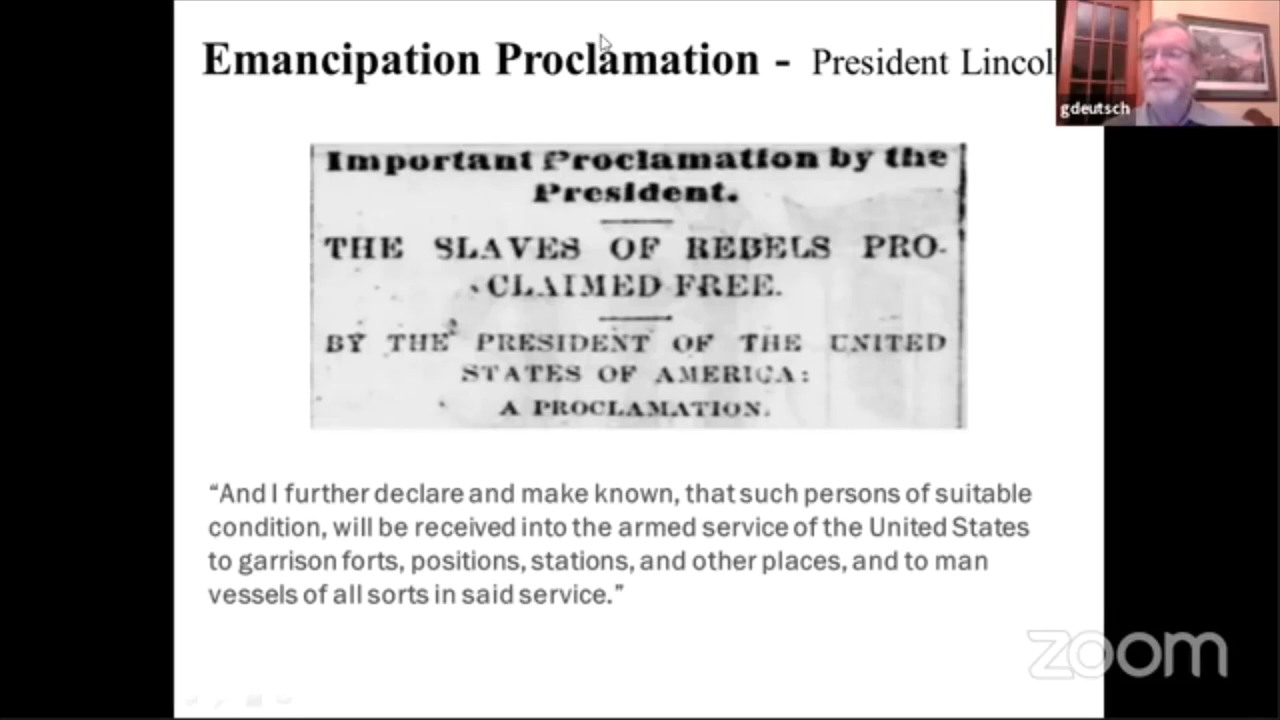 Emancipation Proclamation - President Lincol
gdeutsch
Important Proclamation by the
President.
THE SLAVES OF REBELS PRO-
CLAIMED FREE.
BY THE PRESIDENT OF THE UNITED
STATES OF AMERICA:
A PROCLAMATION.
“And I further declare and make known, that such persons of suitable
condition, will be received into the armed service of the United States
to garrison forts, positions, stations, and other places, and to man
vessels of all sorts in said service.”
zoom